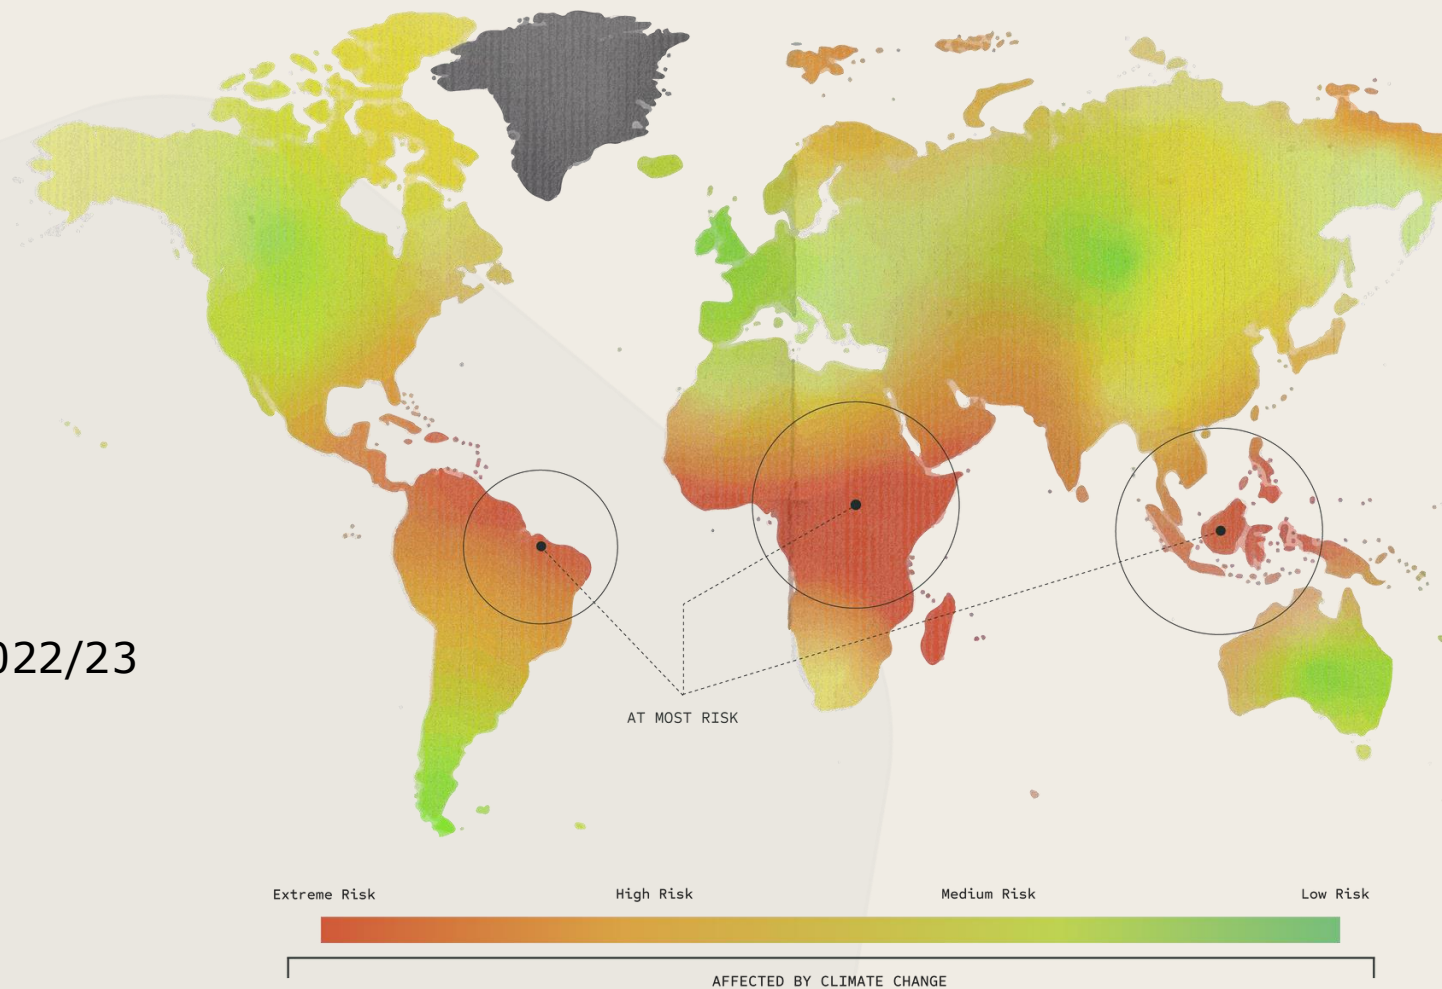 022/23
AT MOST RISK
Extreme Risk High Risk Medium Risk Low Risk
AFFECTED BY CLIMATE CHANGE